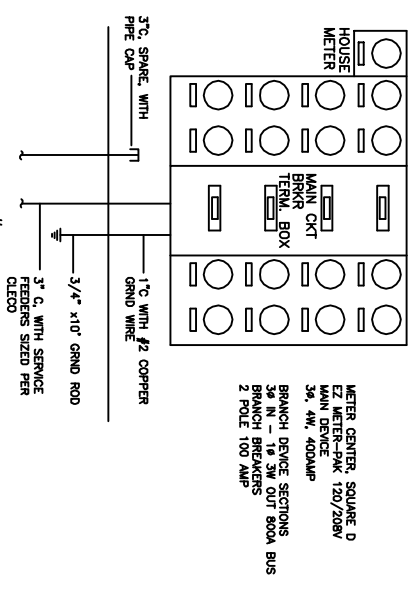 HOUSE
METER
MAIN CKT
BRKR
TERM. BOX
METER CENTER, SQUARE D
EZ METER-PAK 120/208V
MAIN DEVICE
3ø, 4W, 400AMP
BRANCH DEVICE SECTIONS
3ø IN - 1ø 3W OUT 800A BUS
BRANCH BREAKERS
2 POLE 100 AMP
3"C, SPARE, WITH
PIPE CAP
1"C WITH #2 COPPER
GRND WIRE
3/4" x10' GRND ROD
3" C, WITH SERVICE
FEEDERS SIZED PER
CLECO